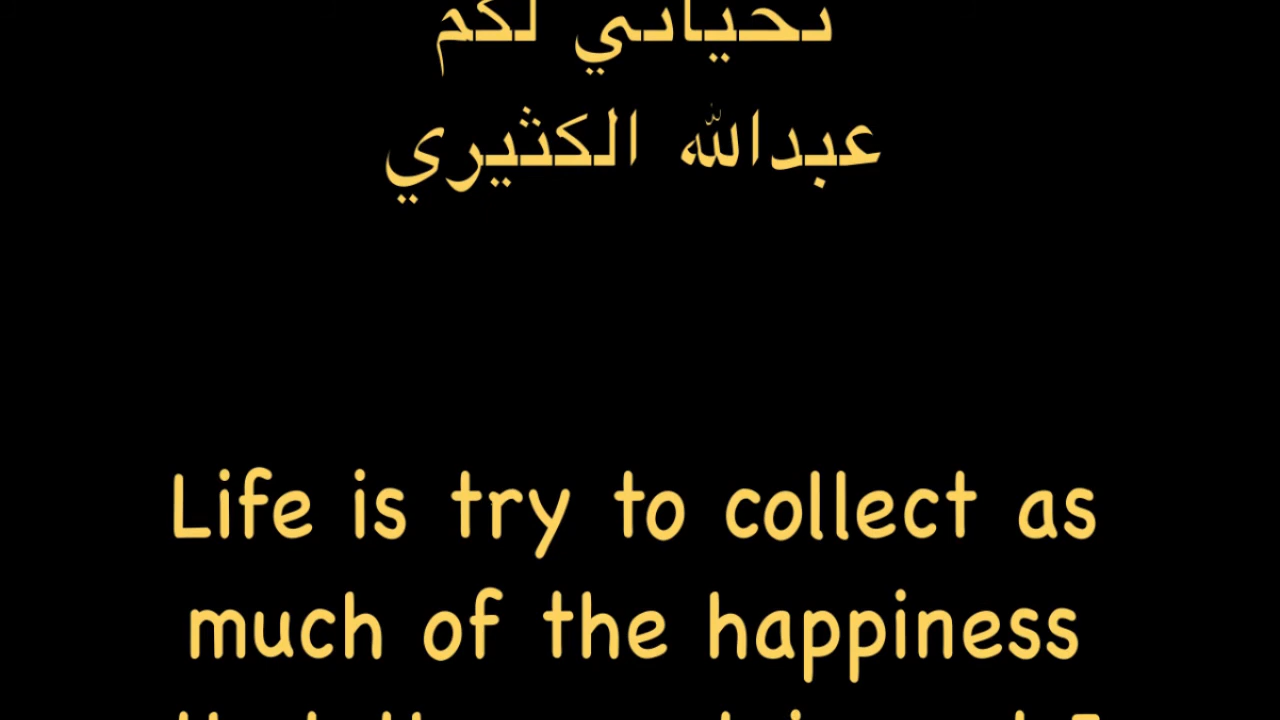 تحياتي لكم
عبدالله الكثيري
Life is try to collect as
much of the happiness